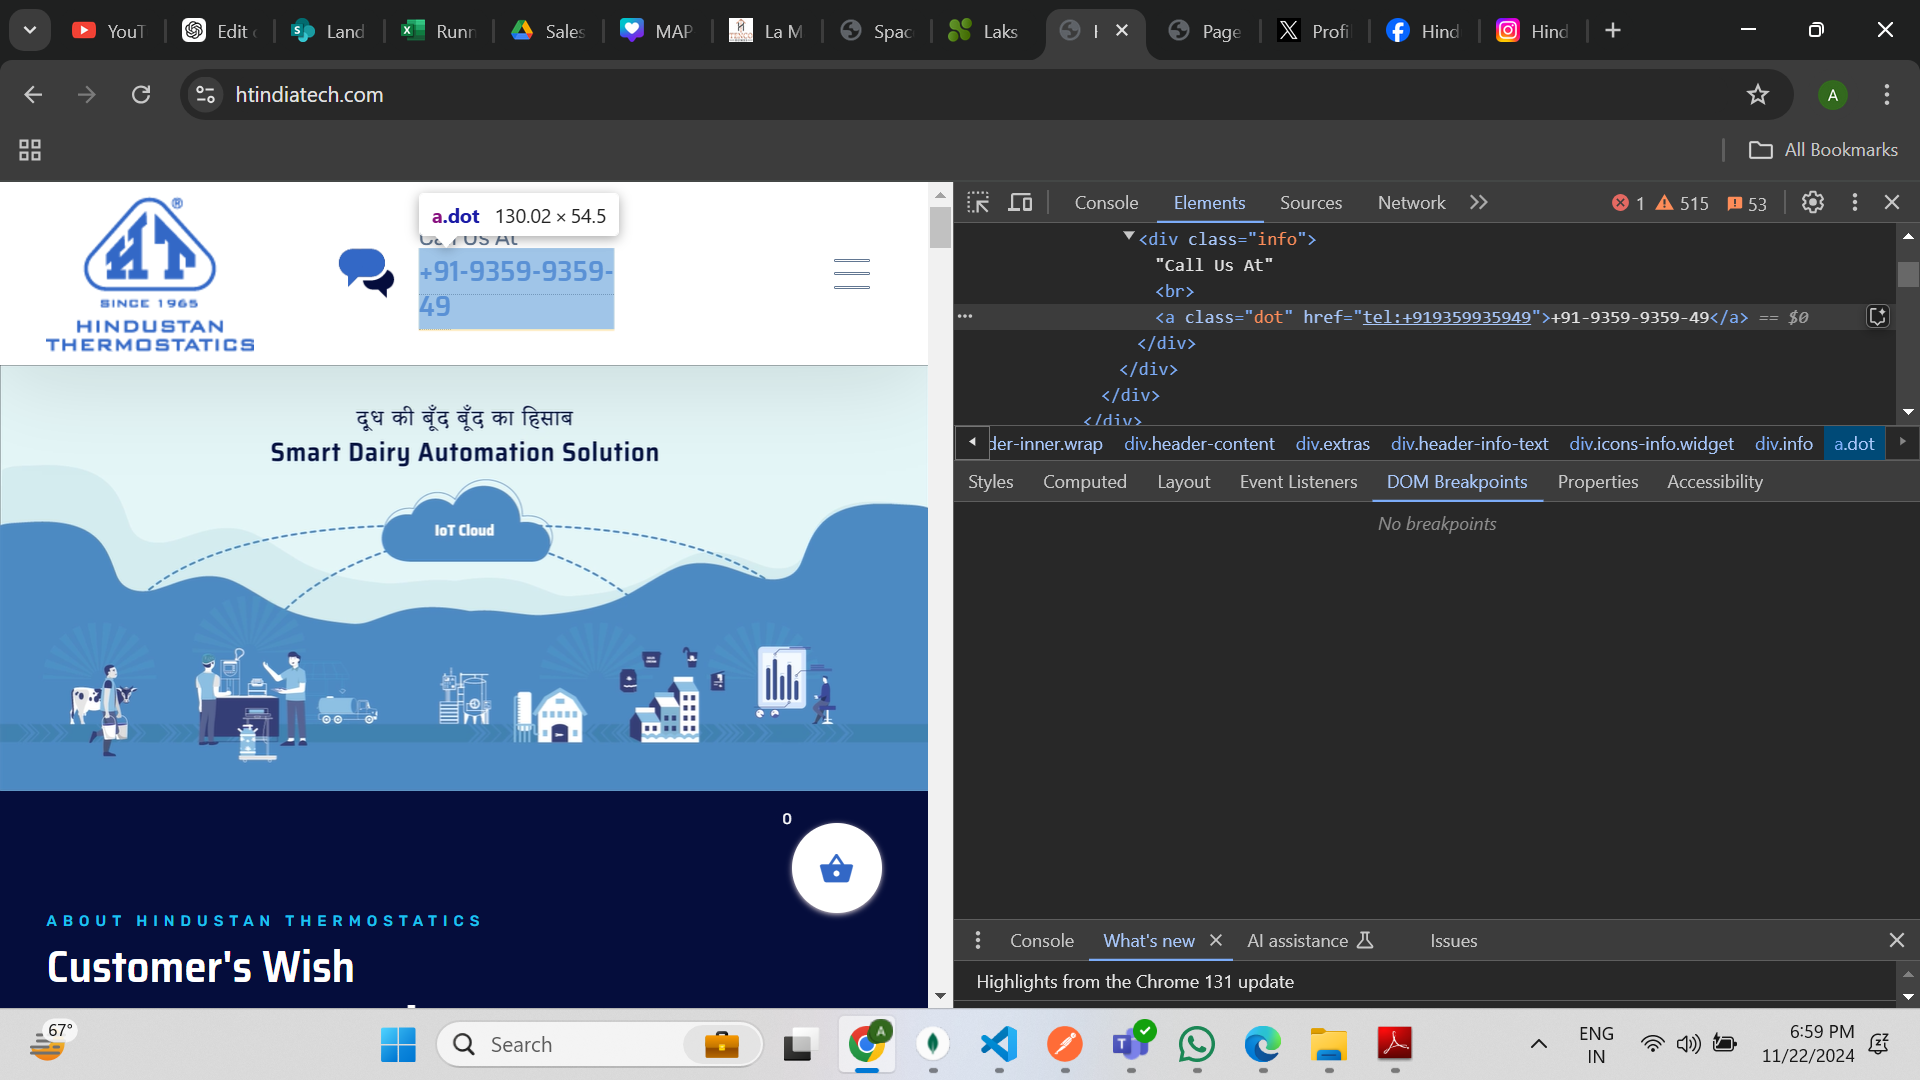 YouT
Edit
Land
Runn
Sales
MAP
La M
Spac
Laks
Page
Profi
Hind
Hind
htindiatech.com
All Bookmarks
HT ®
SINCE 1965
HINDUSTAN
THERMOSTATICS
a.dot 130.02 × 54.5
Call Us At
+91-9359-9359-
49
दूध की बूँद बूँद का हिसाब
Smart Dairy Automation Solution
IoT Cloud
0
ABOUT HINDUSTAN THERMOSTATICS
Customer's Wish
Console Elements Sources Network 1 515 53
<div class="info">
"Call Us At"
<br>
<a class="dot" href="tel:+919359935949">+91-9359-9359-49</a> == $0
</div>
</div>
</div>
</div>
der-inner.wrap div.header-content div.extras div.header-info-text div.icons-info.widget div.info a.dot
Styles Computed Layout Event Listeners DOM Breakpoints Properties Accessibility
No breakpoints
Console What's new AI assistance Issues
Highlights from the Chrome 131 update
67°
Search
A
ENG
IN
6:59 PM
11/22/2024